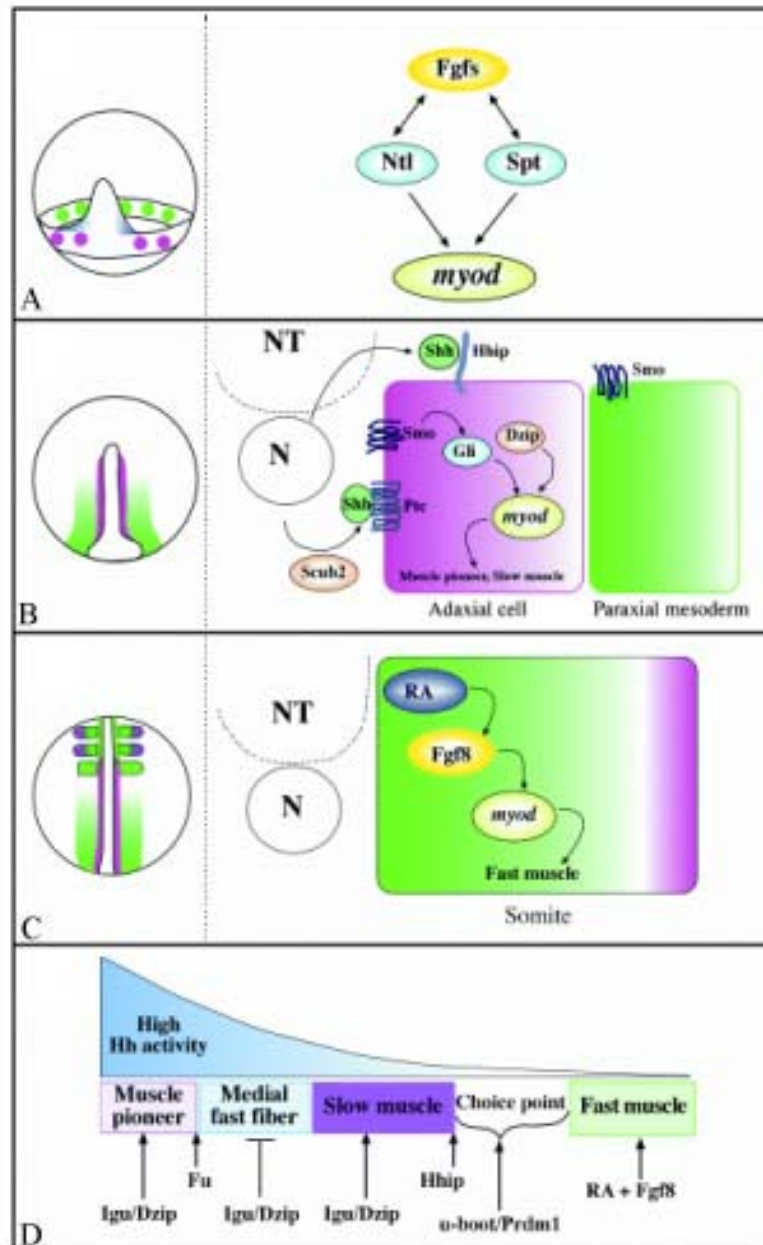 Fgfs
Ntl Spt
myod
A
NT
Shh Hhip
Smo
Smo
Dzip
N
Gli
Shh Ptc
myod
Scub2
Muscle pioneer, Slow muscle
B
Adaxial cell Paraxial mesoderm
RA
NT
Fgf8
N
myod
Fast muscle
Somite
C
High
Hh activity
Muscle
pioneer
Medial
fast fiber
Slow muscle
Choice point
Fast muscle
Fu
Hhip
Igu/Dzip
Igu/Dzip
Igu/Dzip
u-boot/Prdm1
RA + Fgf8
D